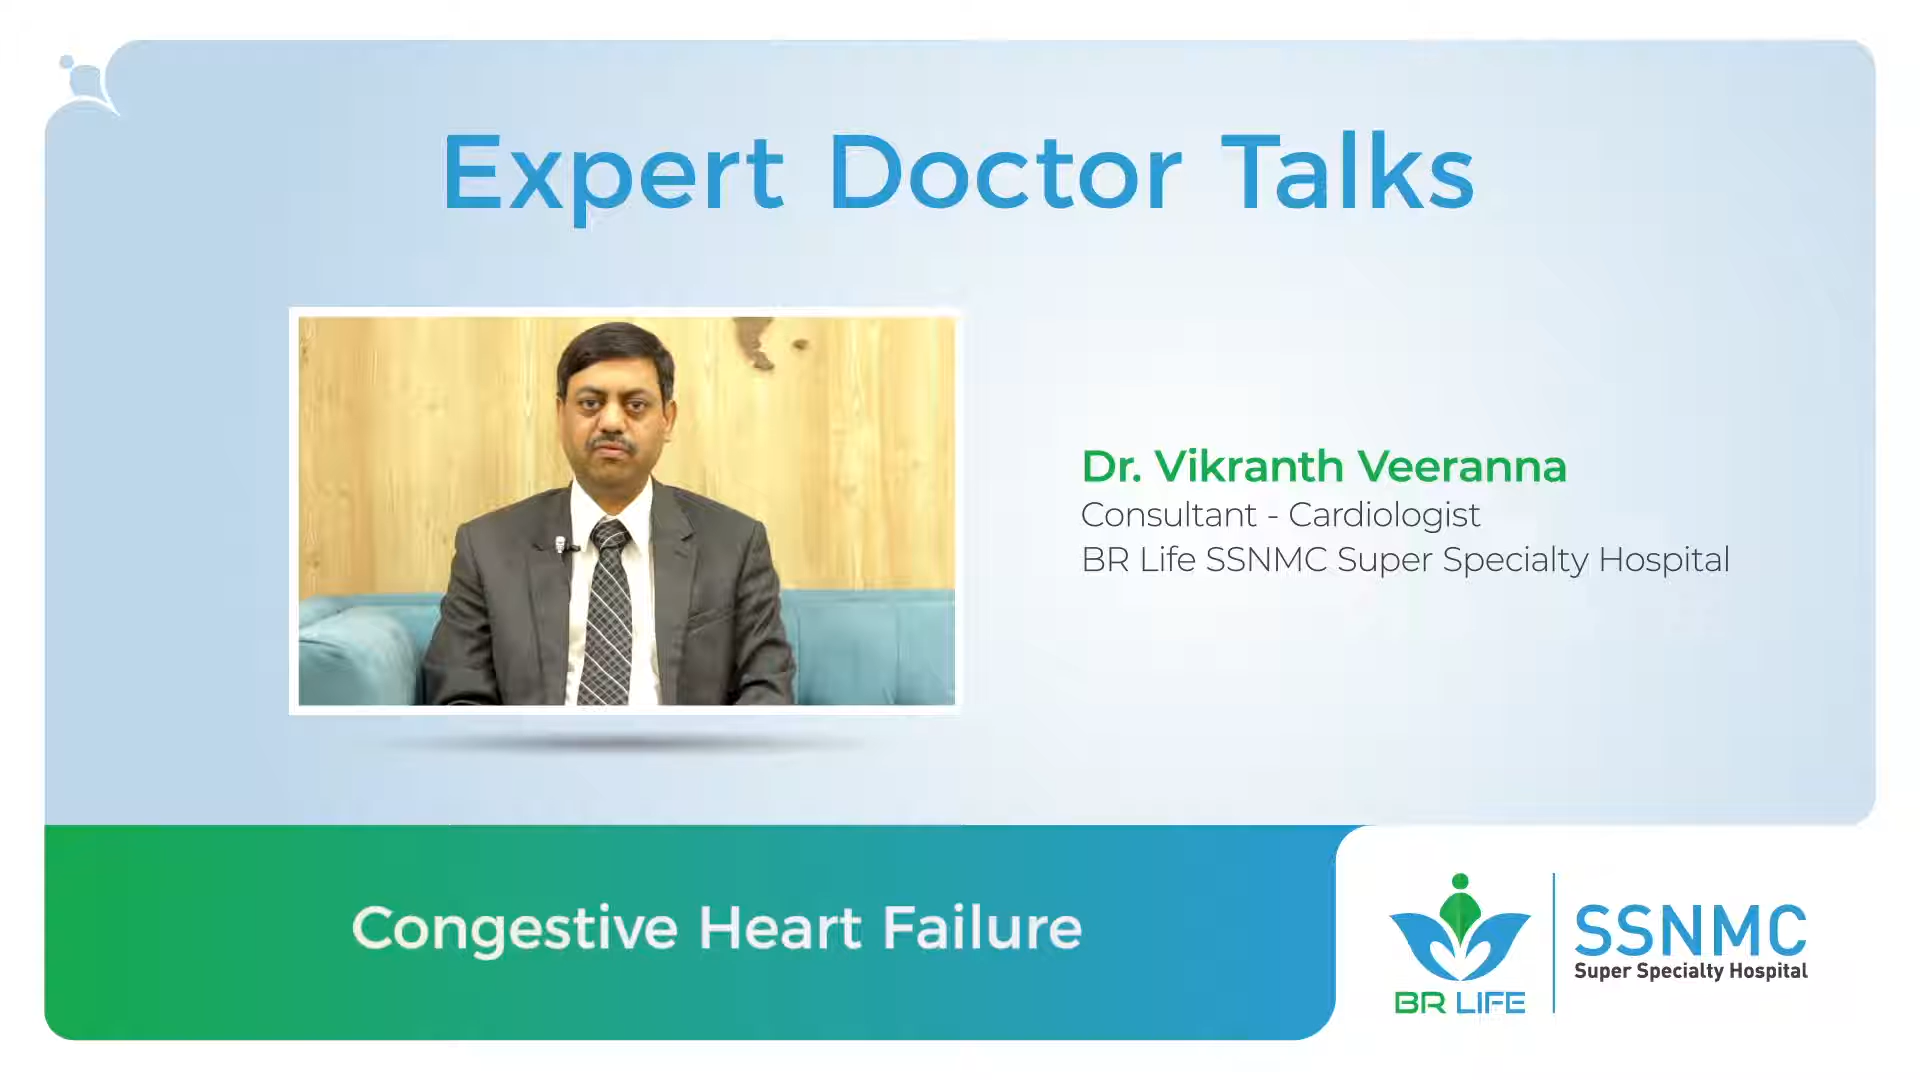 Expert Doctor Talks
Dr. Vikranth Veeranna
Consultant - Cardiologist
BR Life SSNMC Super Specialty Hospital
Congestive Heart Failure
BR LIFE
SSNMC
Super Specialty Hospital